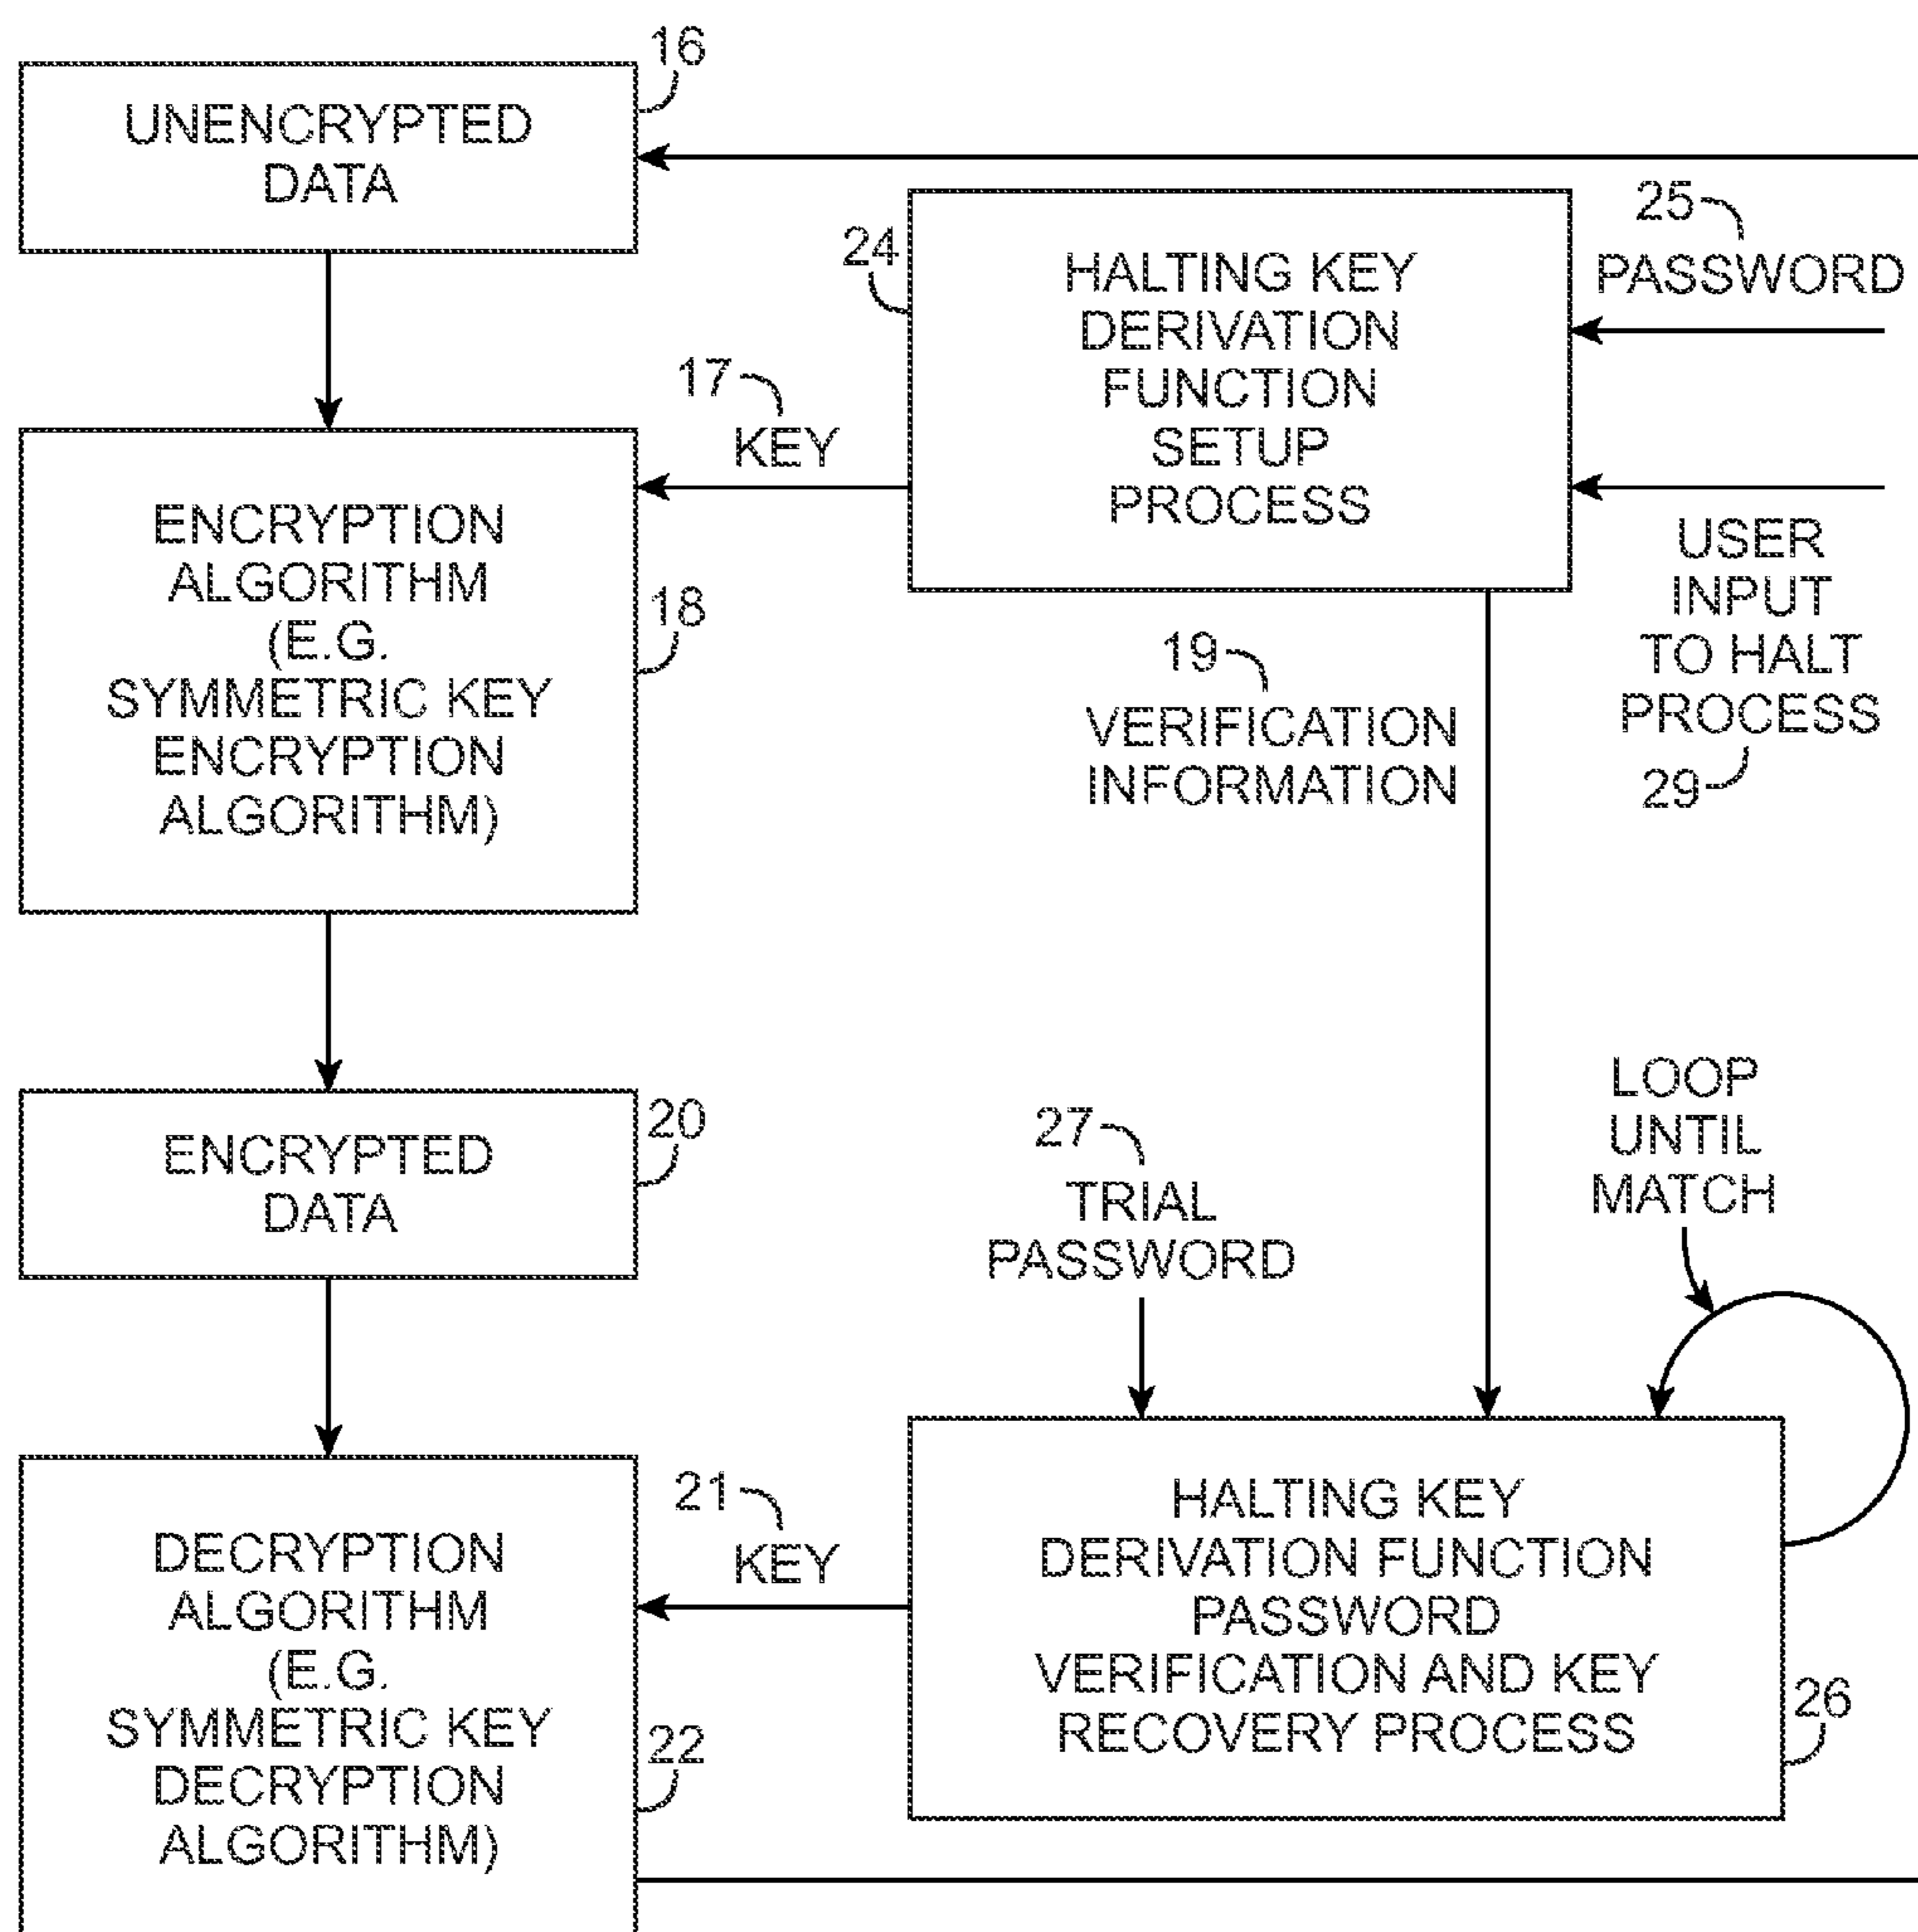 16
UNENCRYPTED
DATA
24
HALTING KEY
DERIVATION
FUNCTION
SETUP
PROCESS
25
PASSWORD
17
KEY
USER
INPUT
TO HALT
PROCESS
29
ENCRYPTION
ALGORITHM
(E.G.
SYMMETRIC KEY
ENCRYPTION
ALGORITHM)
18
19
VERIFICATION
INFORMATION
ENCRYPTED
DATA
20
27
TRIAL
PASSWORD
LOOP
UNTIL
MATCH
21
KEY
DECRYPTION
ALGORITHM
(E.G.
SYMMETRIC KEY
DECRYPTION
ALGORITHM)
22
HALTING KEY
DERIVATION FUNCTION
PASSWORD
VERIFICATION AND KEY
RECOVERY PROCESS
26